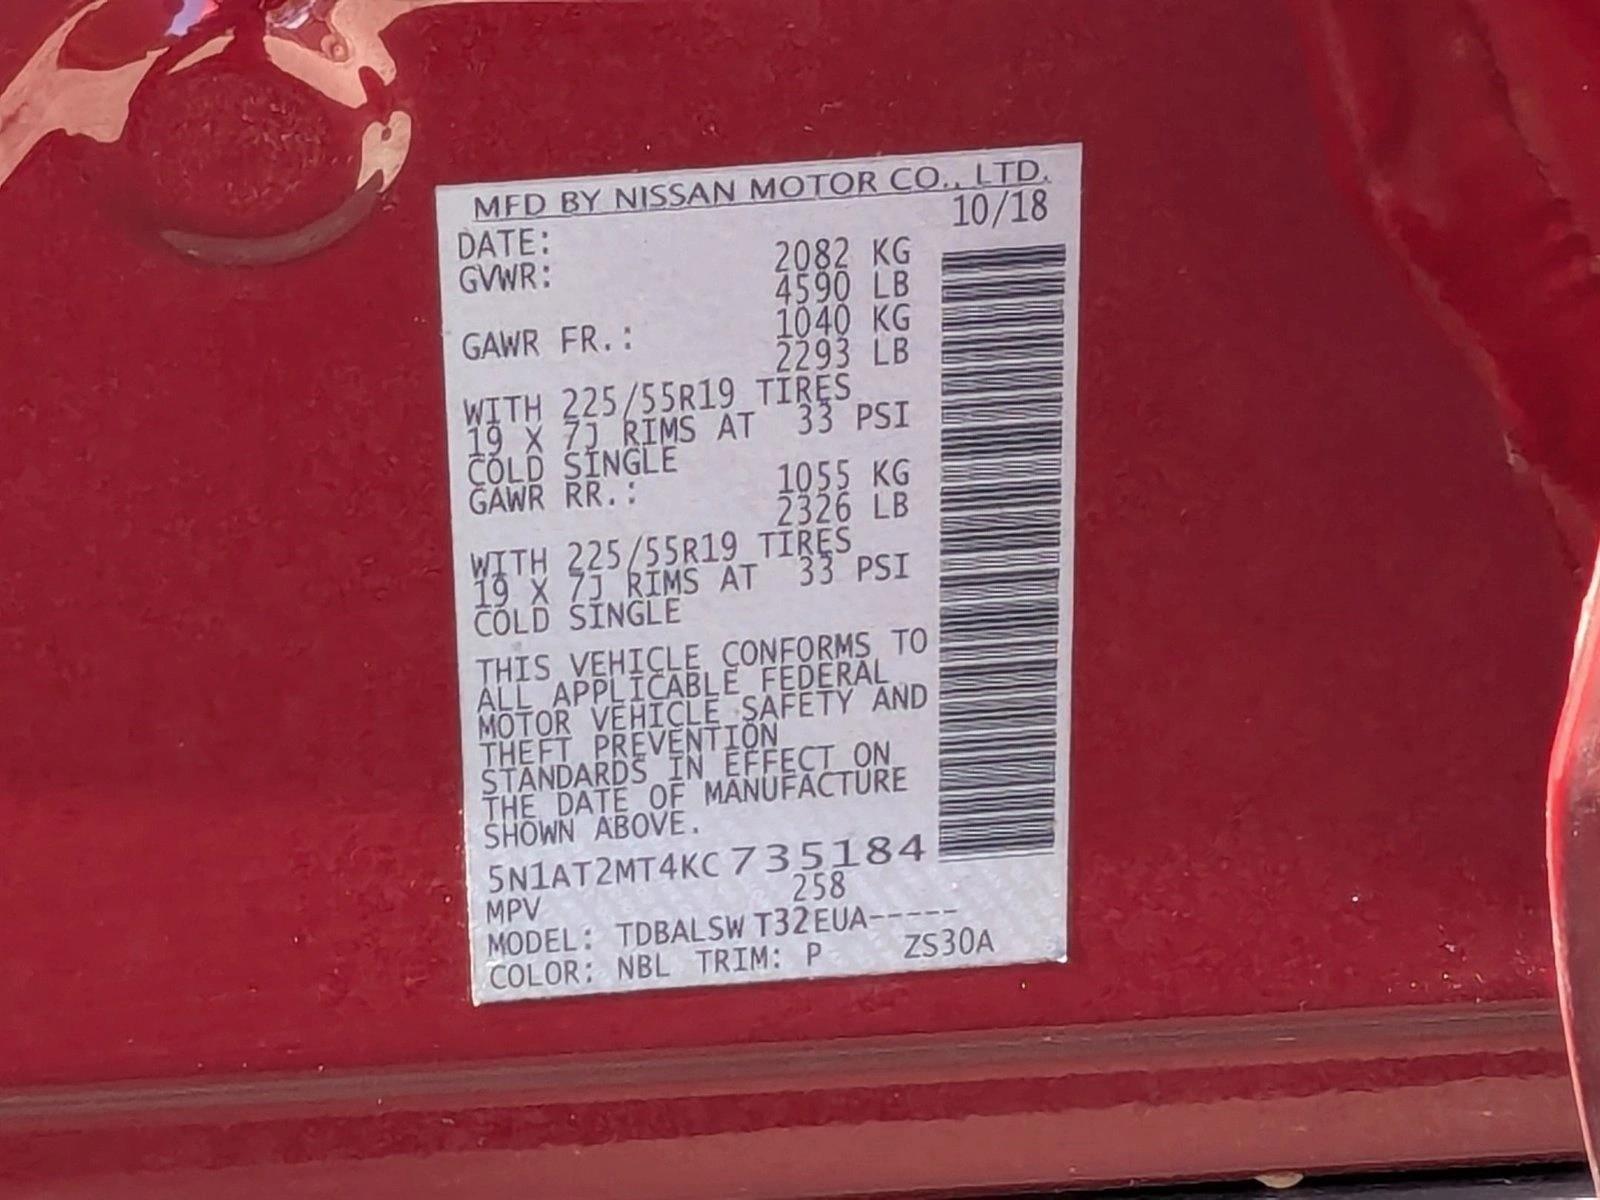 MFD BY NISSAN MOTOR CO., LTD.
DATE: 10/18
GVWR: 2082 KG
4590 LB
GAWR FR.: 1040 KG
2293 LB
WITH 225/55R19 TIRES
19 X 7J RIMS AT 33 PSI
COLD SINGLE
GAWR RR.: 1055 KG
2326 LB
WITH 225/55R19 TIRES
19 X 7J RIMS AT 33 PSI
COLD SINGLE
THIS VEHICLE CONFORMS TO
ALL APPLICABLE FEDERAL
MOTOR VEHICLE SAFETY AND
THEFT PREVENTION
STANDARDS IN EFFECT ON
THE DATE OF MANUFACTURE
SHOWN ABOVE.
5N1AT2MT4KC735184
MPV 258
MODEL: TDBALSW T32EUA-----
COLOR: NBL TRIM: P ZS30A